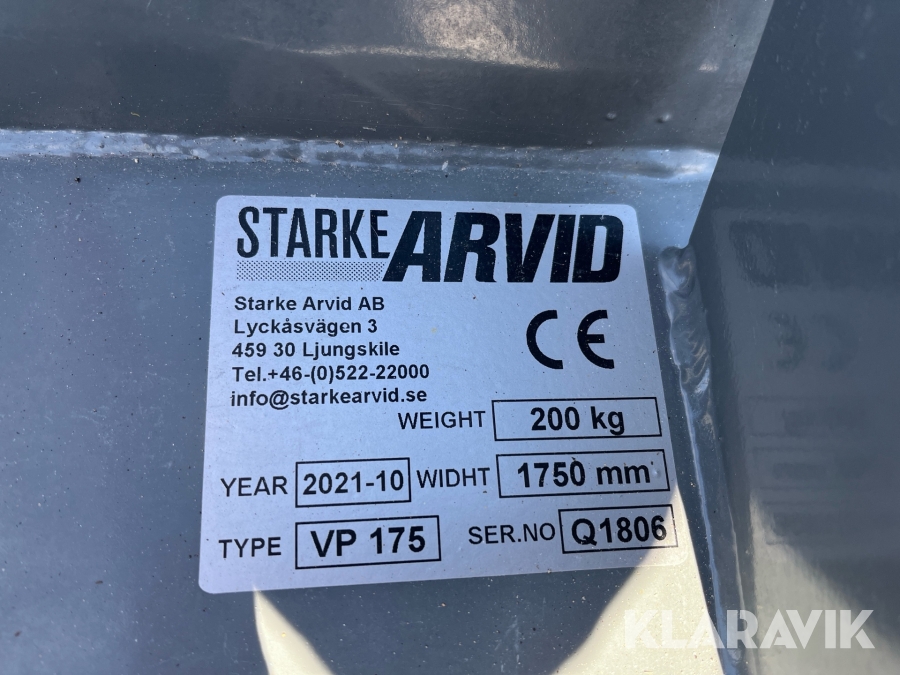 STARKE ARVID
Starke Arvid AB
Lyckåsvägen 3
459 30 Ljungskile
Tel.+46-(0)522-22000
info@starkearvid.se
CE
WEIGHT 200 kg
YEAR 2021-10 WIDHT 1750 mm
TYPE VP 175 SER.NO Q1806
KLARAVIK